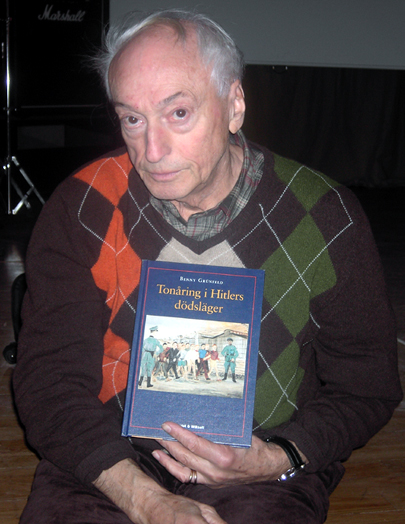 Marshall
BENNY GRÜNFELD
Tonåring i Hitlers
dödsläger